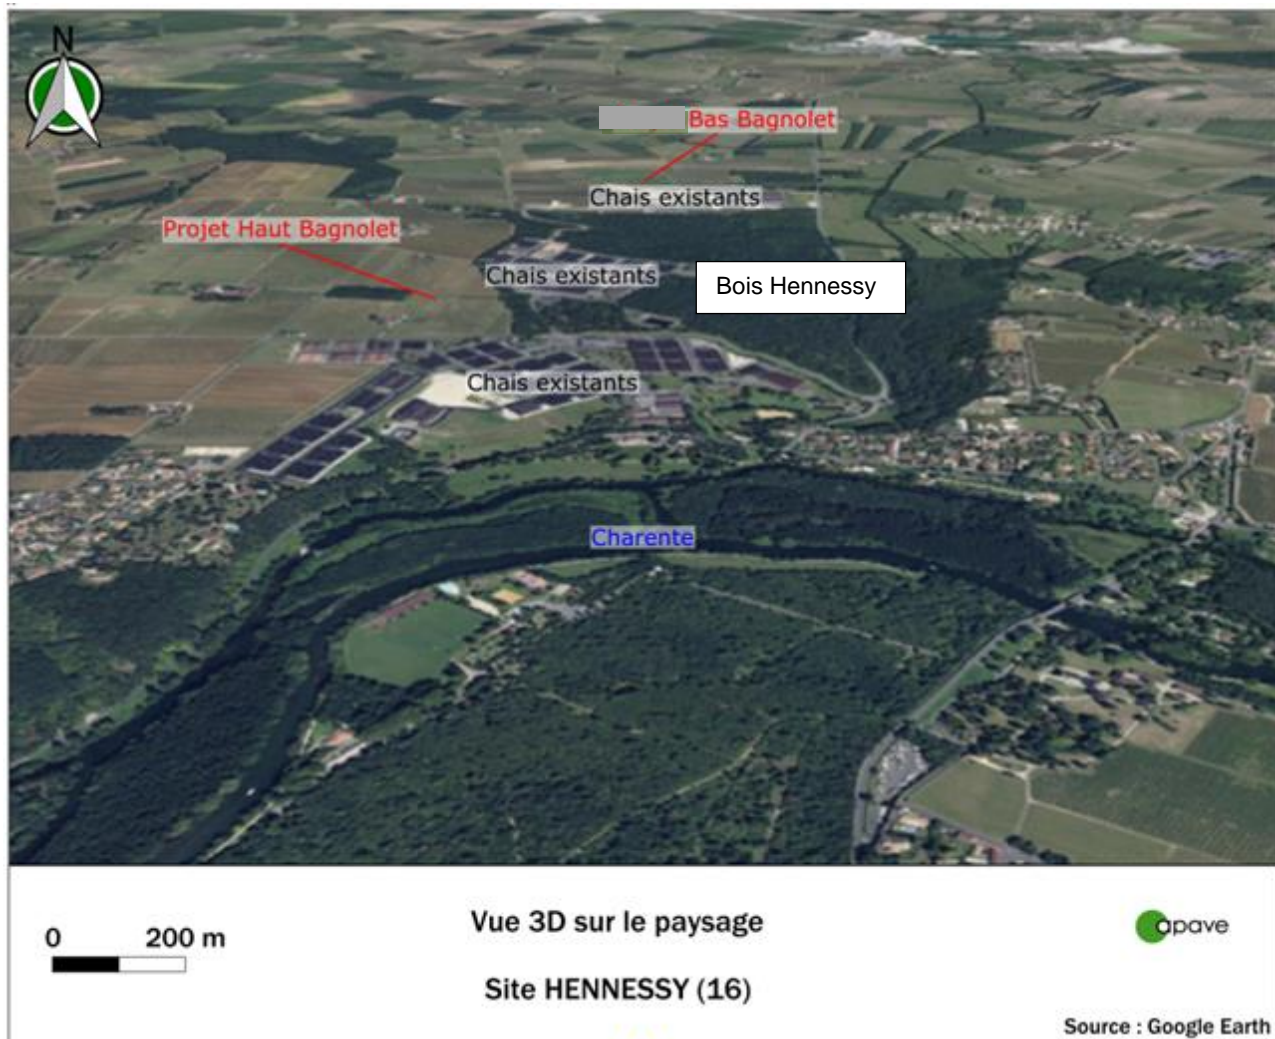 N
Bas Bagnolet
Chais existants
Projet Haut Bagnolet
Chais existants
Bois Hennessy
Chais existants
Charente
0 200 m
Vue 3D sur le paysage
apave
Site HENNESSY (16)
Source : Google Earth